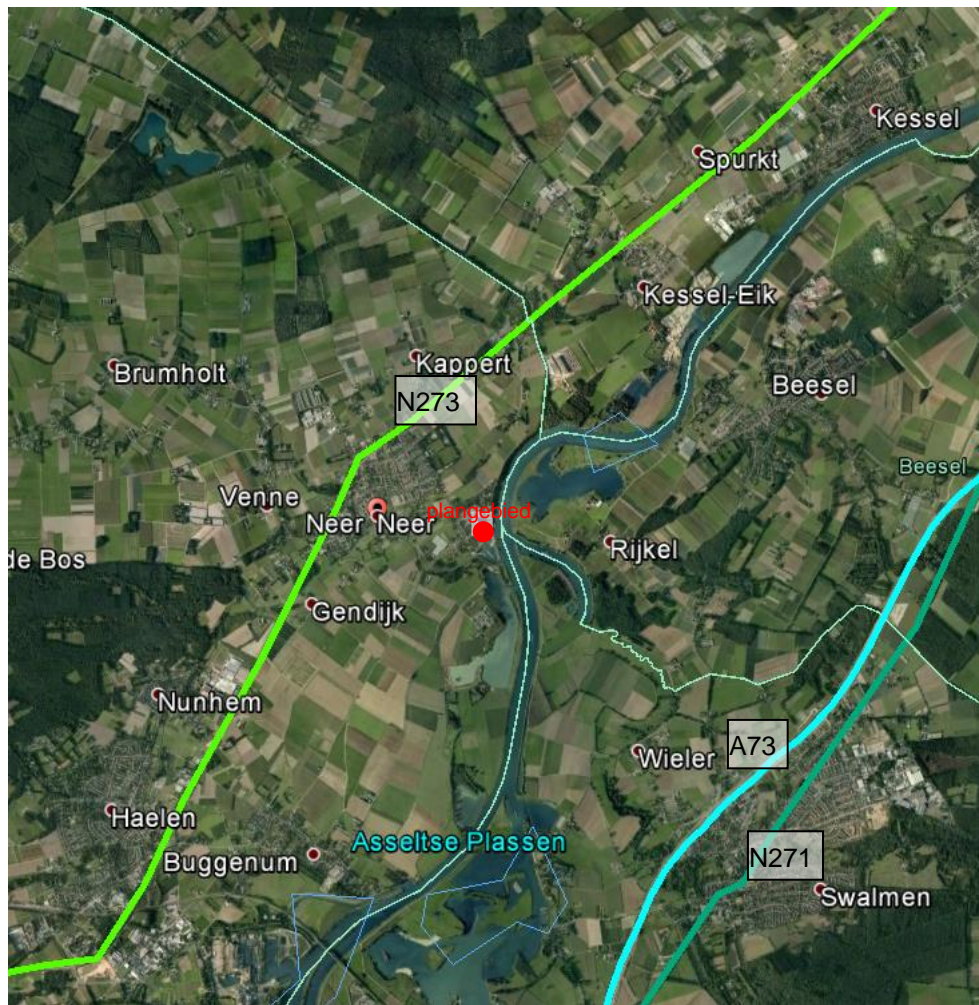 Kessel
Spurkt
Kessel-Eik
Kappert
Brumholt
Beesel
N273
Beesel
Venne
plangebied
Neer Neer
Rijkel
de Bos
Gendijk
Nunhem
Wieler
A73
Haelen
Asseltse Plassen
Buggenum
N271
Swalmen